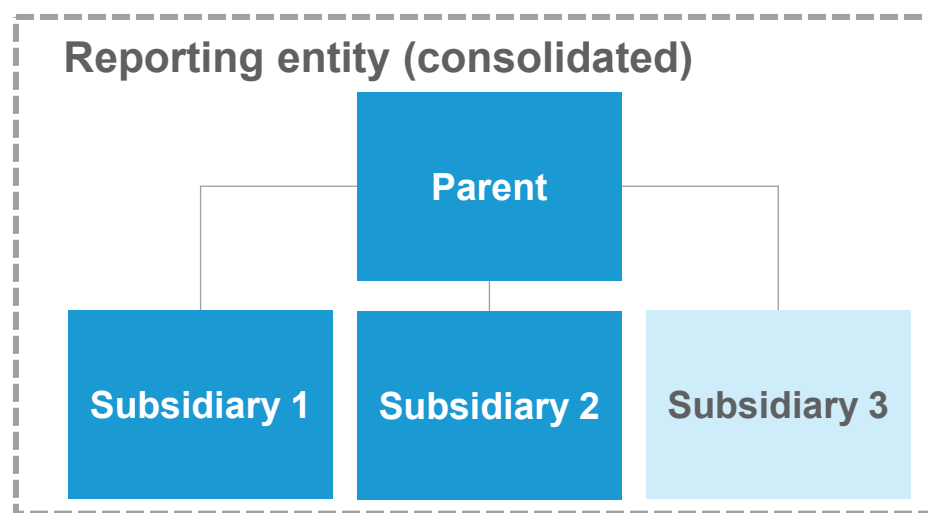 Reporting entity (consolidated)
Parent
Subsidiary 1
Subsidiary 2
Subsidiary 3